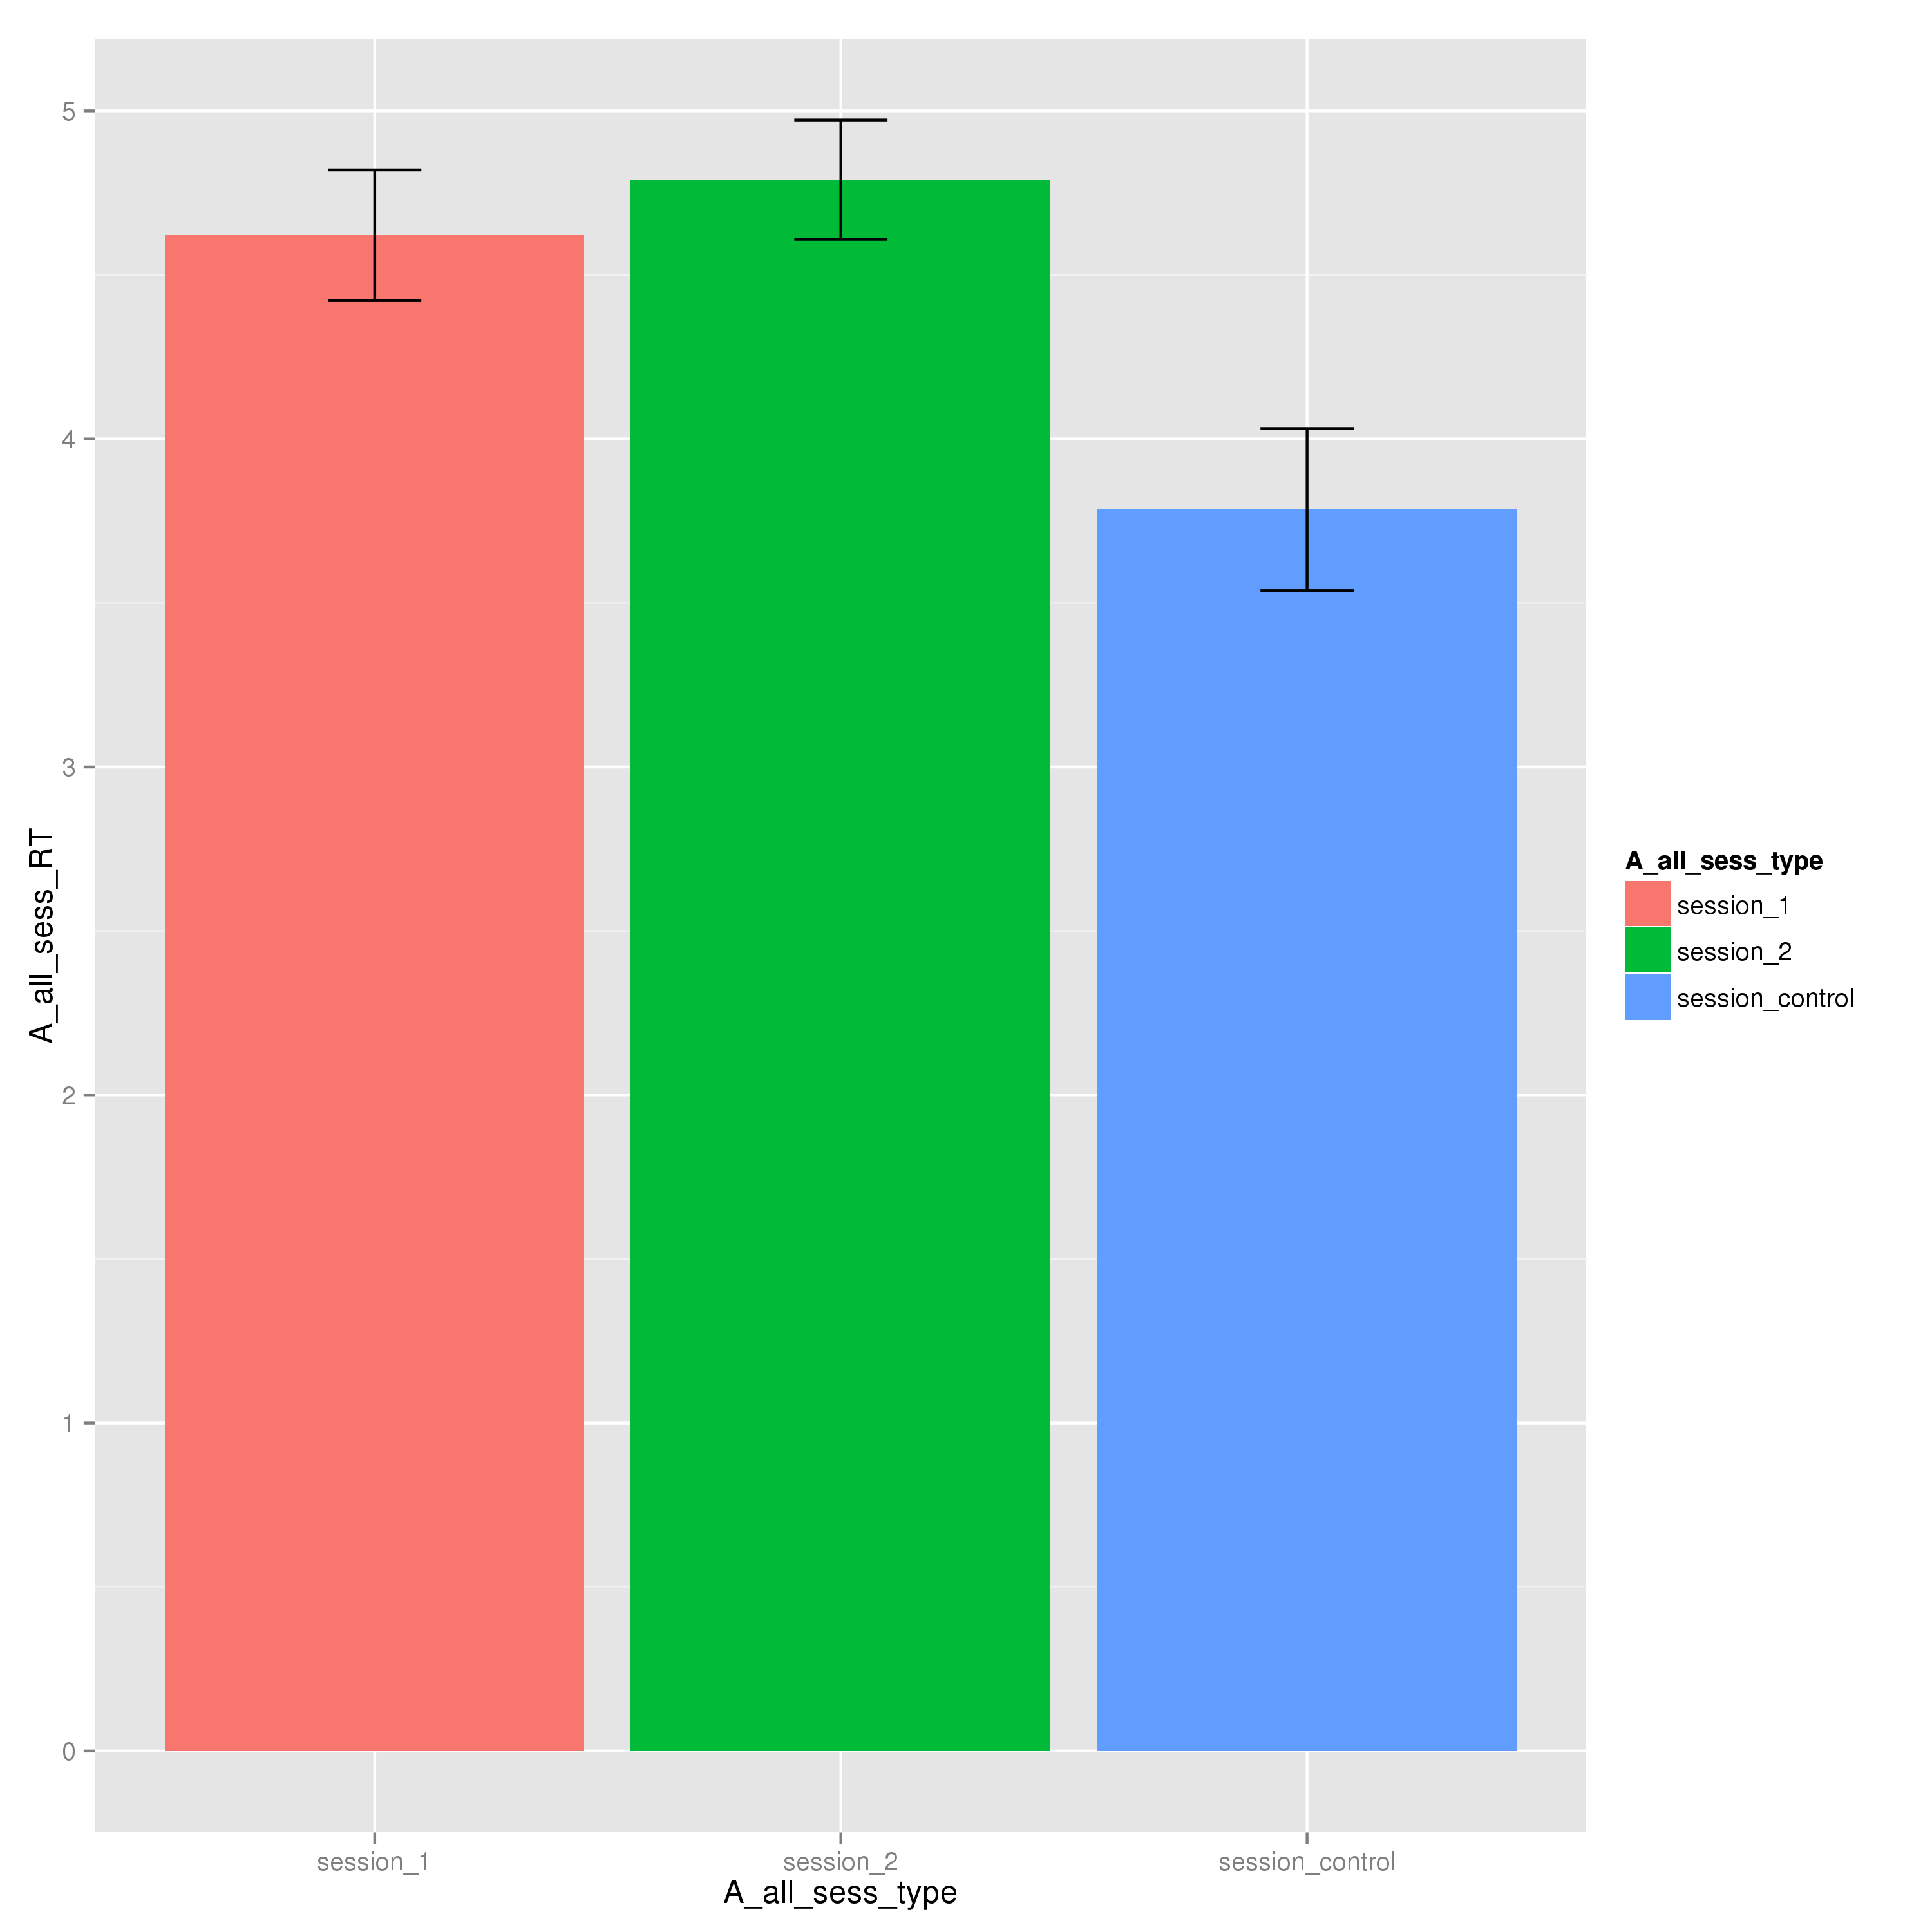 5
4
3
2
1
0
A_all_sess_RT
session_1
session_2
session_control
A_all_sess_type
A_all_sess_type
session_1
session_2
session_control